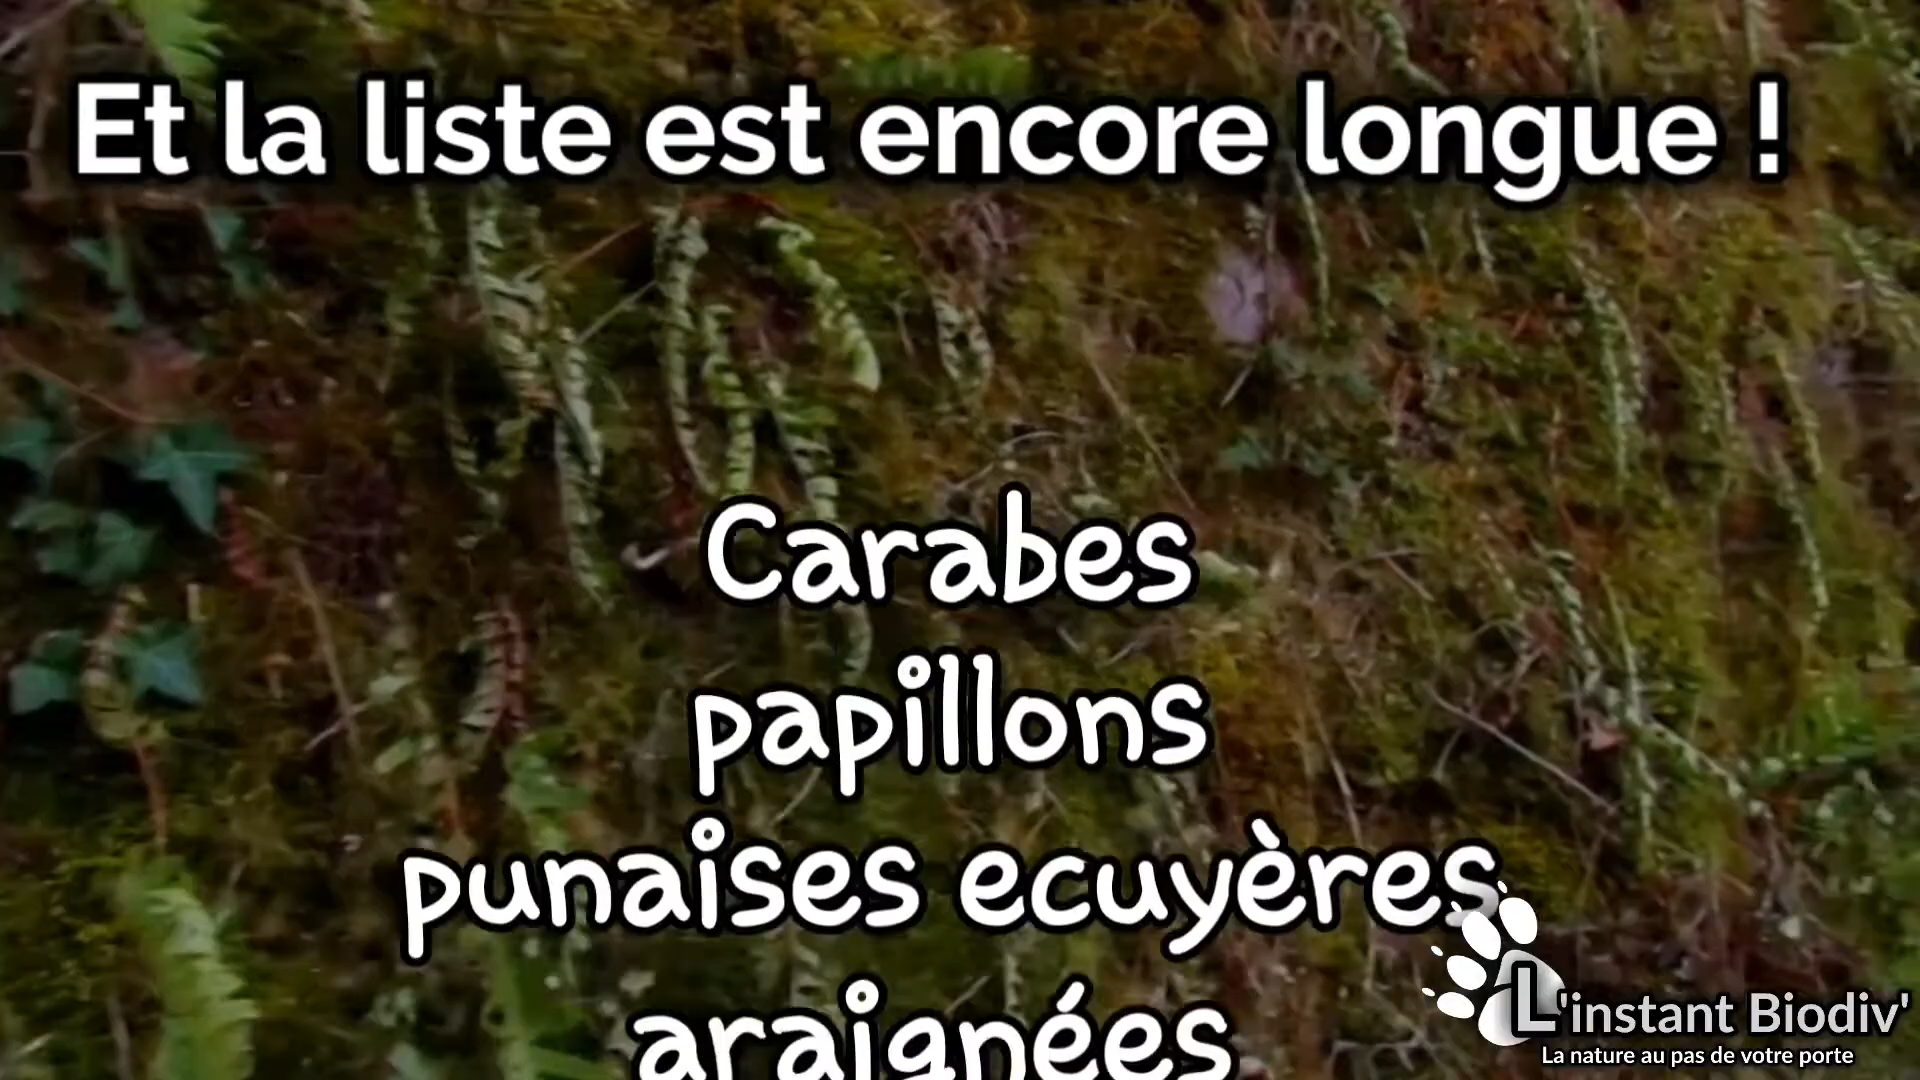 Et la liste est encore longue !
Carabes
papillons
punaises ecuyères
araignées
L'instant Biodiv'
La nature au pas de votre porte